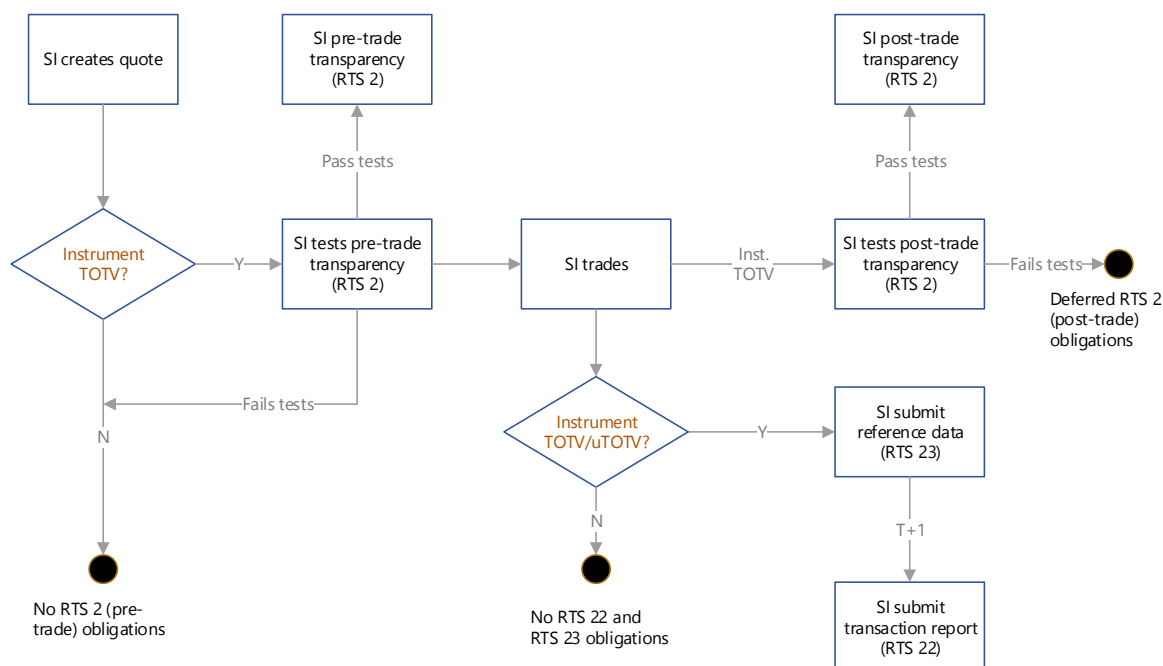 SI creates quote
SI pre-trade
transparency
(RTS 2)
SI post-trade
transparency
(RTS 2)
Pass tests
Pass tests
Instrument
TOTV?
Y
SI tests pre-trade
transparency
(RTS 2)
SI trades
Inst.
TOTV
SI tests post-trade
transparency
(RTS 2)
Fails tests
Deferred RTS 2
(post-trade)
obligations
Fails tests
N
Instrument
TOTV/uTOTV?
Y
SI submit
reference data
(RTS 23)
N
T+1
No RTS 2 (pre-
trade) obligations
No RTS 22 and
RTS 23 obligations
SI submit
transaction report
(RTS 22)